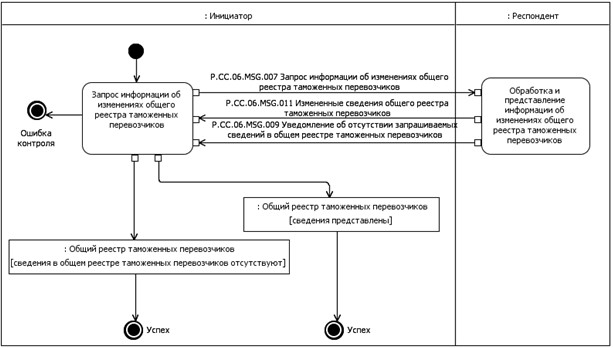 : Инициатор
: Респондент
P.CC.06.MSG.007 Запрос информации об изменениях общего
реестра таможенных перевозчиков
Запрос информации об
изменениях общего
реестра таможенных
перевозчиков
P.CC.06.MSG.011 Измененные сведения общего реестра
таможенных перевозчиков
P.CC.06.MSG.009 Уведомление об отсутствии запрашиваемых
сведений в общем реестре таможенных перевозчиков
Обработка и
представление
информации об
изменениях общего
реестра таможенных
перевозчиков
Ошибка
контроля
: Общий реестр таможенных перевозчиков
[сведения представлены]
: Общий реестр таможенных перевозчиков
[сведения в общем реестре таможенных перевозчиков отсутствуют]
Успех
Успех